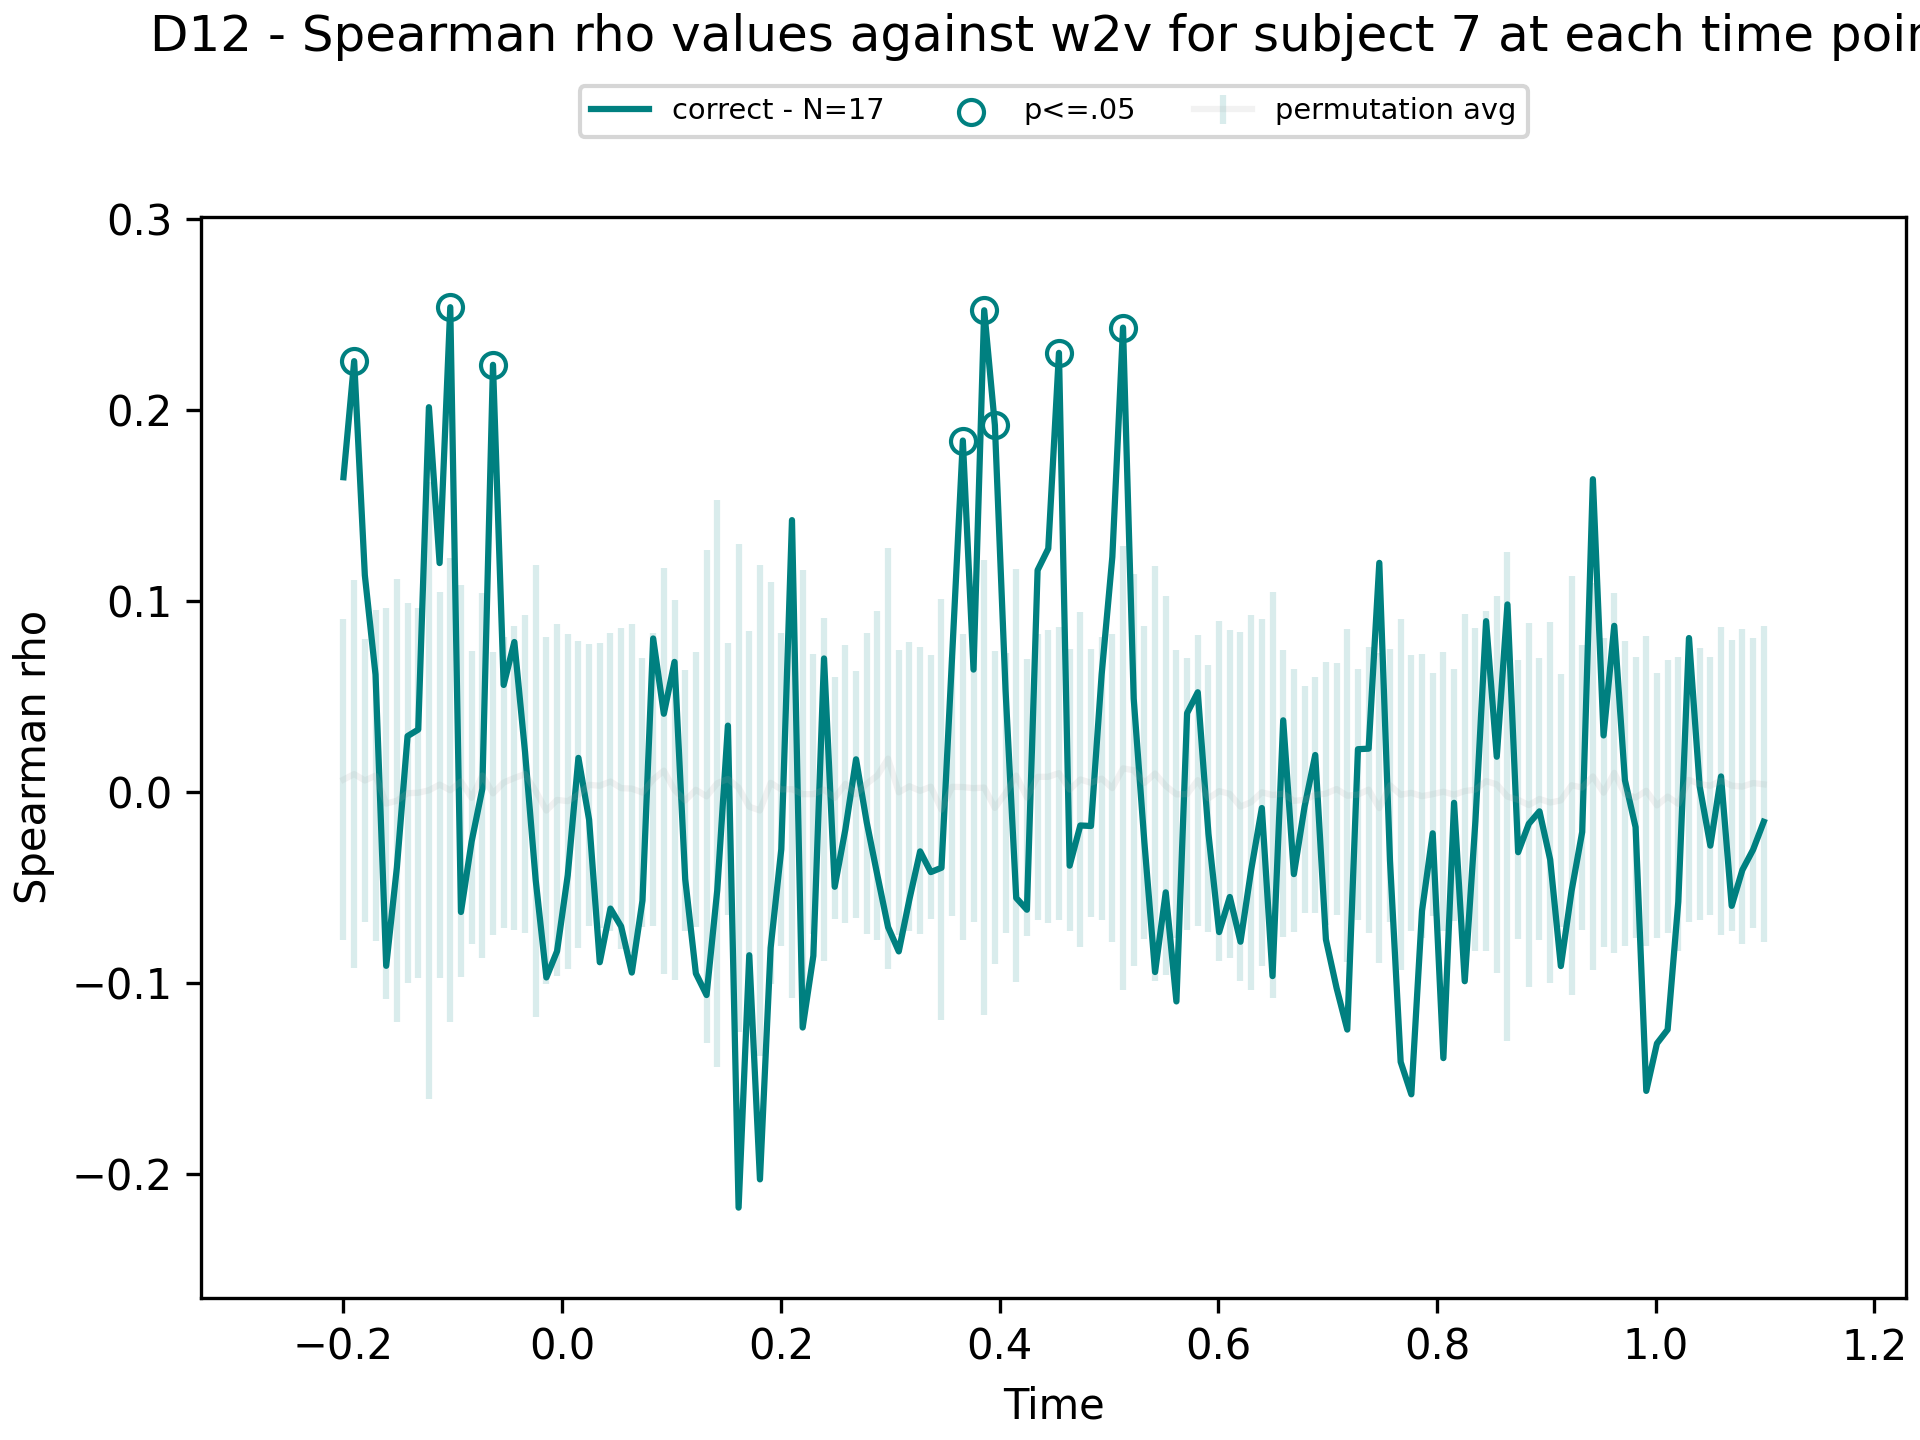 D12 - Spearman rho values against w2v for subject 7 at each time
correct - N=17 p<=.05 permutation avg
0.3
0.2
0.1
0.0
−0.1
−0.2
Spearman rho
−0.2 0.0 0.2 0.4 0.6 0.8 1.0 1.2
Time